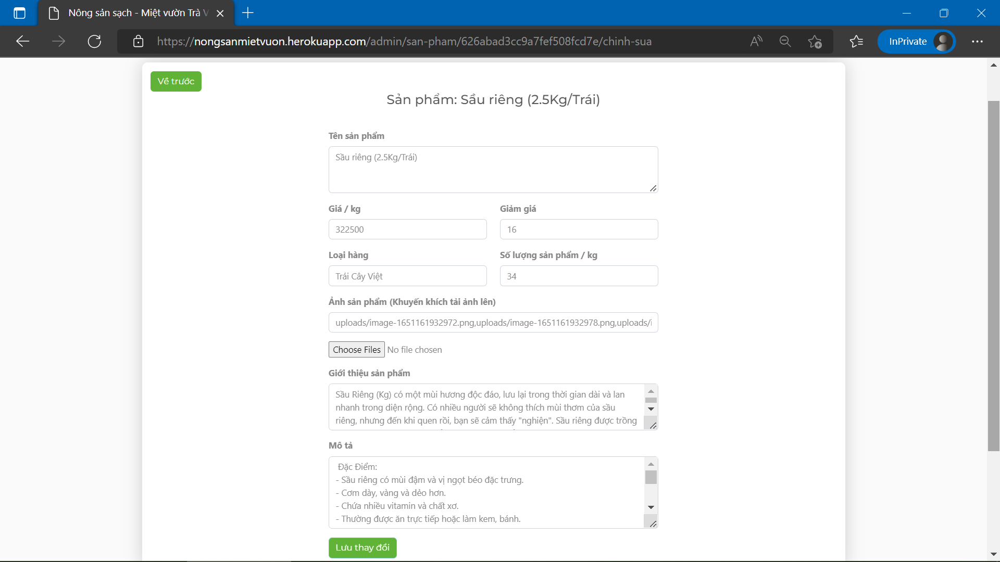 Nông sản sạch - Miệt vườn Trà V
https://nongsanmietvuon.herokuapp.com/admin/san-pham/626abad3cc9a7fef508fcd7e/chinh-sua
InPrivate
Về trước
Sản phẩm: Sầu riêng (2.5Kg/Trái)
Tên sản phẩm
Sầu riêng (2.5Kg/Trái)
Giá / kg
Giảm giá
322500
16
Loại hàng
Số lượng sản phẩm / kg
Trái Cây Việt
34
Ảnh sản phẩm (Khuyến khích tải ảnh lên)
uploads/image-1651161932972.png,uploads/image-1651161932978.png,uploads/i
Choose Files No file chosen
Giới thiệu sản phẩm
Sầu Riêng (Kg) có một mùi hương độc đáo, lưu lại trong thời gian dài và lan
nhanh trong diện rộng. Có nhiều người sẽ không thích mùi thơm của sầu
riêng, nhưng đến khi quen rồi, bạn sẽ cảm thấy "nghiện". Sầu riêng được trồng
Mô tả
Đặc Điểm:
- Sầu riêng có mùi đậm và vị ngọt béo đặc trưng.
- Cơm dày, vàng và dẻo hơn.
- Chứa nhiều vitamin và chất xơ.
- Thường được ăn trực tiếp hoặc làm kem, bánh.
Lưu thay đổi